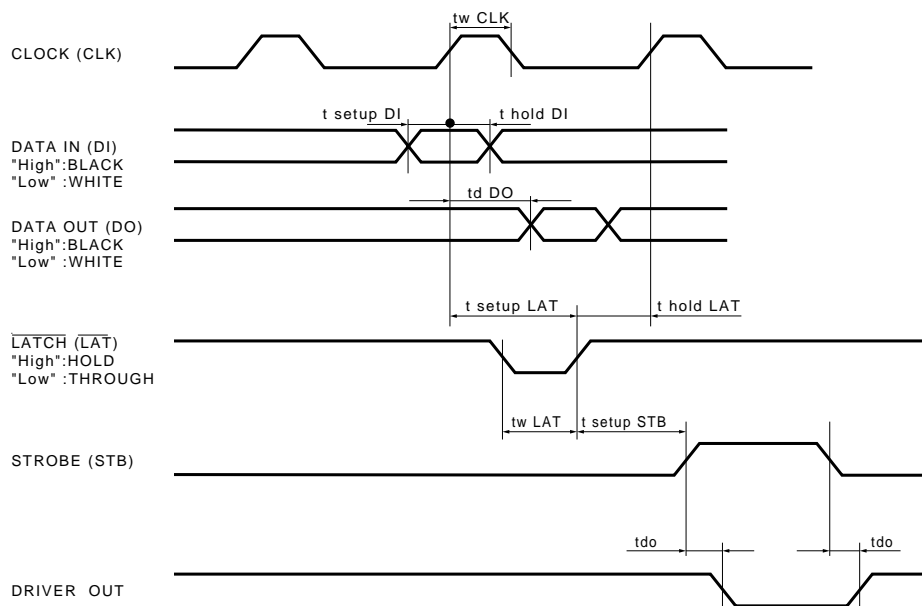 tw CLK
CLOCK (CLK)
t setup DI
t hold DI
DATA IN (DI)
"High":BLACK
"Low" :WHITE
td DO
DATA OUT (DO)
"High":BLACK
"Low" :WHITE
t setup LAT
t hold LAT
LATCH (LAT)
"High":HOLD
"Low" :THROUGH
tw LAT
t setup STB
STROBE (STB)
tdo
tdo
DRIVER OUT